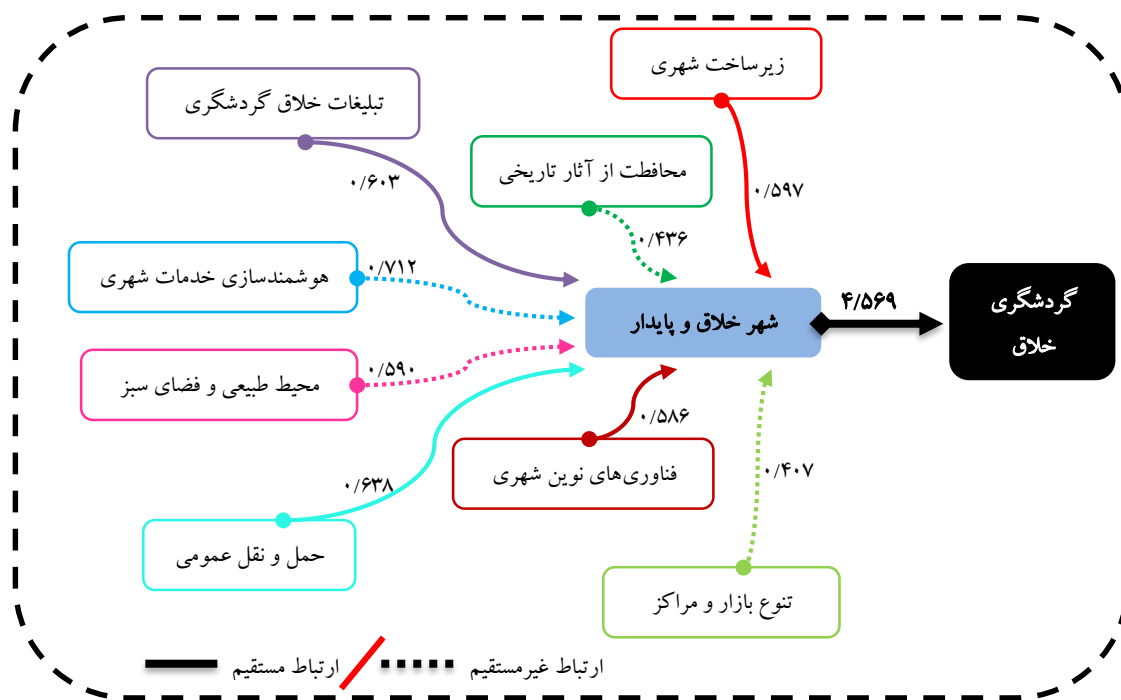 زیرساخت شهری
تبلیغات خلاق گردشگری
محافظت از آثار تاریخی
۰/۶۰۳
۰/۵۹۷
۰/۴۳۶
هوشمندسازی خدمات شهری
۰/۷۱۲
گردشگری
خلاق
۴/۵۶۹
شهر خلاق و پایدار
محیط طبیعی و فضای سبز
۰/۵۹۰
۰/۵۸۶
فناوری‌های نوین شهری
۰/۴۰۷
۰/۶۳۸
حمل و نقل عمومی
تنوع بازار و مراکز
ارتباط غیرمستقیم
ارتباط مستقیم